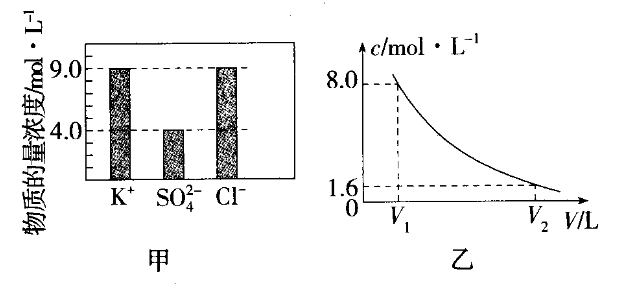 物质的量浓度/mol·L⁻¹
9.0
4.0
K⁺ SO₄²⁻ Cl⁻
甲
c/mol·L⁻¹
8.0
1.6
0
V₁ V₂ V/L
乙